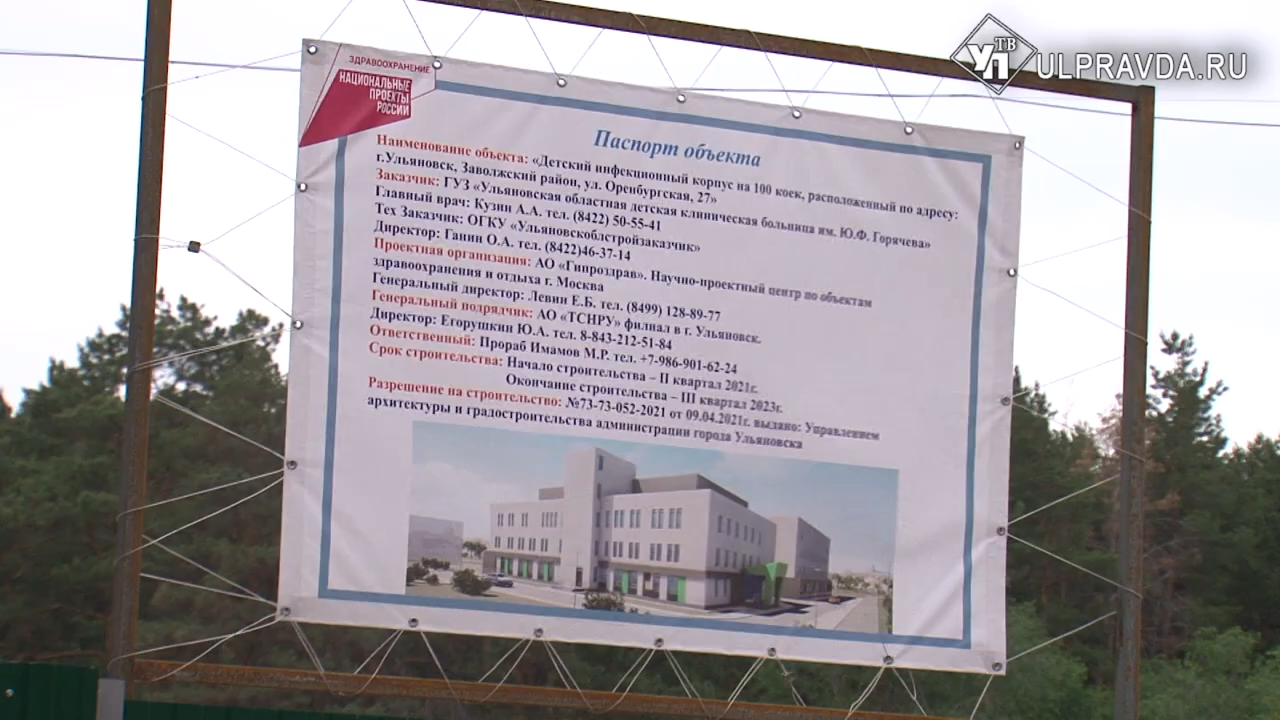 УП ТВ
ULPRAVDA.RU
ЗДРАВООХРАНЕНИЕ
НАЦИОНАЛЬНЫЕ
ПРОЕКТЫ
РОССИИ
Паспорт объекта
Наименование объекта: «Детский инфекционный корпус на 100 коек, расположенный по адресу:
г.Ульяновск, Заволжский район, ул. Оренбургская, 27»
Заказчик: ГУЗ «Ульяновская областная детская клиническая больница им. Ю.Ф. Горячева»
Главный врач: Кузин А.А. тел. (8422) 50-55-41
Тех Заказчик: ОГКУ «Ульяновскоблстройзаказчик»
Директор: Ганин О.А. тел. (8422)46-37-14
Проектная организация: АО «Гипроздрав». Научно-проектный центр по объектам
здравоохранения и отдыха г. Москва
Генеральный директор: Левин Е.Б. тел. (8499) 128-89-77
Генеральный подрядчик: АО «ТСНРУ» филиал в г. Ульяновск.
Директор: Егорушкин Ю.А. тел. 8-843-212-51-84
Ответственный: Прораб Имамов М.Р. тел. +7-986-901-62-24
Срок строительства: Начало строительства – II квартал 2021г.
Окончание строительства – III квартал 2023г.
Разрешение на строительство: №73-73-052-2021 от 09.04.2021г. выдано: Управлением
архитектуры и градостроительства администрации города Ульяновска